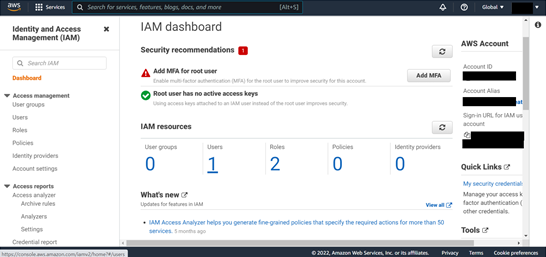 aws
Services
Search for services, features, blogs, docs, and more
[Alt+S]
Global
Identity and Access
Management (IAM)
Search IAM
Dashboard
Access management
User groups
Users
Roles
Policies
Identity providers
Account settings
Access reports
Access analyzer
Archive rules
Analyzers
Settings
Credential report
https://console.aws.amazon.com/iamv2/home?#/users
IAM dashboard
Security recommendations 1
Add MFA for root user
Enable multi-factor authentication (MFA) for the root user to improve security for this account.
Add MFA
Root user has no active access keys
Using access keys attached to an IAM user instead of the root user improves security.
IAM resources
User groups
0
Users
1
Roles
2
Policies
0
Identity providers
0
What's new
Updates for features in IAM
View all
IAM Access Analyzer helps you generate fine-grained policies that specify the required actions for more than 50
services. 5 months ago
AWS Account
Account ID
Account Alias
Sign-in URL for IAM us
account
Quick Links
My security credentials
Manage your access k
factor authentication (
other credentials.
Tools
© 2022, Amazon Web Services, Inc. or its affiliates.
Privacy
Terms
Cookie preferences